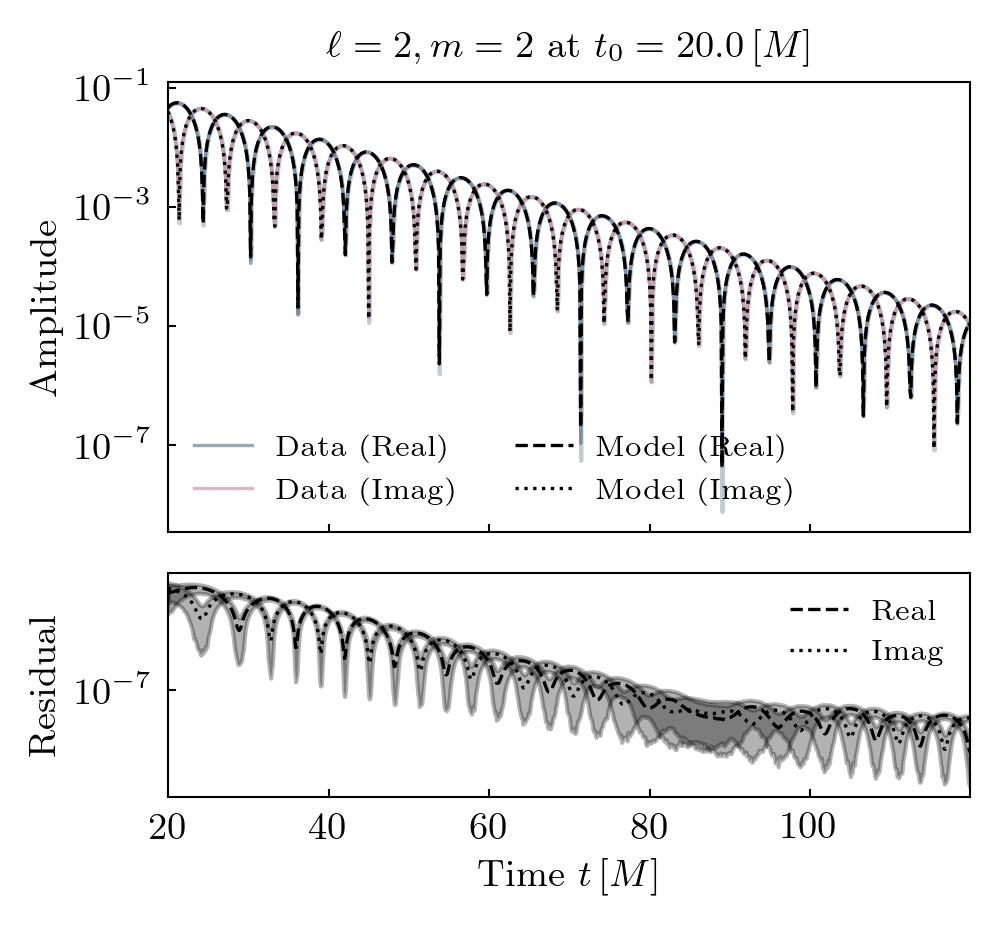 ℓ = 2, m = 2 at t₀ = 20.0 [M]
Amplitude
10⁻¹
10⁻³
10⁻⁵
10⁻⁷
Data (Real)
Data (Imag)
Model (Real)
Model (Imag)
Residual
10⁻⁷
Real
Imag
20 40 60 80 100
Time t [M]